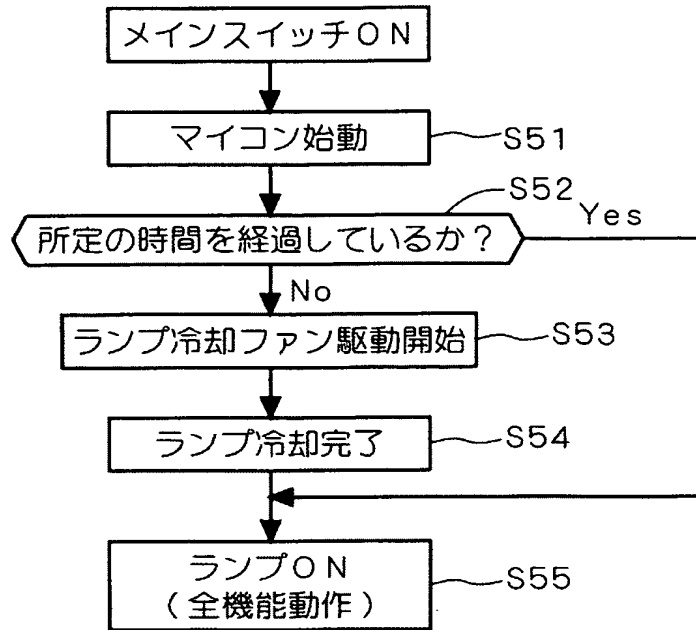 メインスイッチON
マイコン始動
S51
S52
所定の時間を経過しているか?
Yes
No
ランプ冷却ファン駆動開始
S53
ランプ冷却完了
S54
ランプON
(全機能動作)
S55